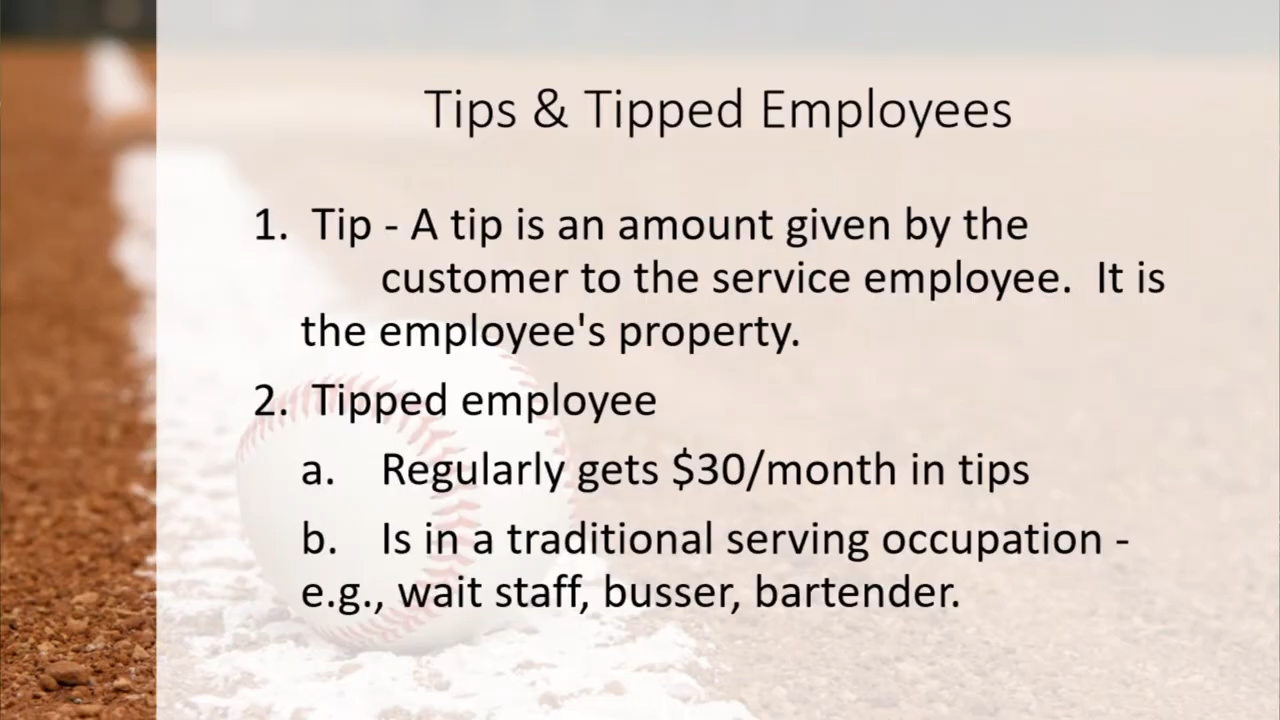 Tips & Tipped Employees
1. Tip - A tip is an amount given by the
customer to the service employee. It is
the employee's property.
2. Tipped employee
a. Regularly gets $30/month in tips
b. Is in a traditional serving occupation -
e.g., wait staff, busser, bartender.